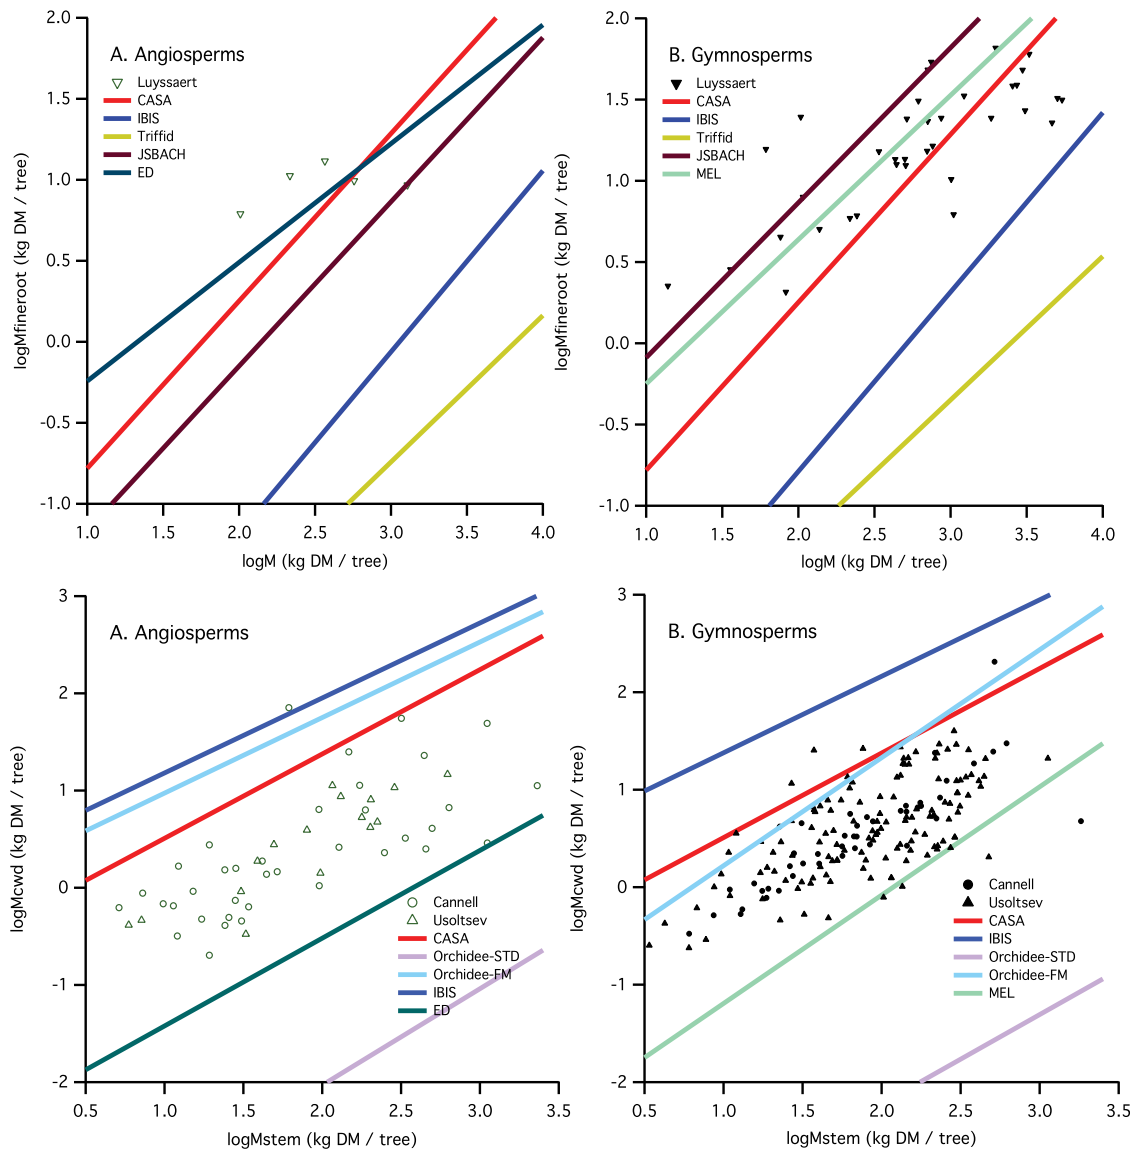 A. Angiosperms
Luyssaert
CASA
IBIS
Triffid
JSBACH
ED
2.0
1.5
1.0
0.5
0.0
-0.5
-1.0
logMfineroot (kg DM / tree)
1.0 1.5 2.0 2.5 3.0 3.5 4.0
logM (kg DM / tree)
B. Gymnosperms
Luyssaert
CASA
IBIS
Triffid
JSBACH
MEL
2.0
1.5
1.0
0.5
0.0
-0.5
-1.0
logMfineroot (kg DM / tree)
1.0 1.5 2.0 2.5 3.0 3.5 4.0
logM (kg DM / tree)
A. Angiosperms
3
2
1
0
-1
-2
logMcwd (kg DM / tree)
Cannell
Usoltsev
CASA
Orchidee-STD
Orchidee-FM
IBIS
ED
0.5 1.0 1.5 2.0 2.5 3.0 3.5
logMstem (kg DM / tree)
B. Gymnosperms
3
2
1
0
-1
-2
logMcwd (kg DM / tree)
Cannell
Usoltsev
CASA
IBIS
Orchidee-STD
Orchidee-FM
MEL
0.5 1.0 1.5 2.0 2.5 3.0 3.5
logMstem (kg DM / tree)